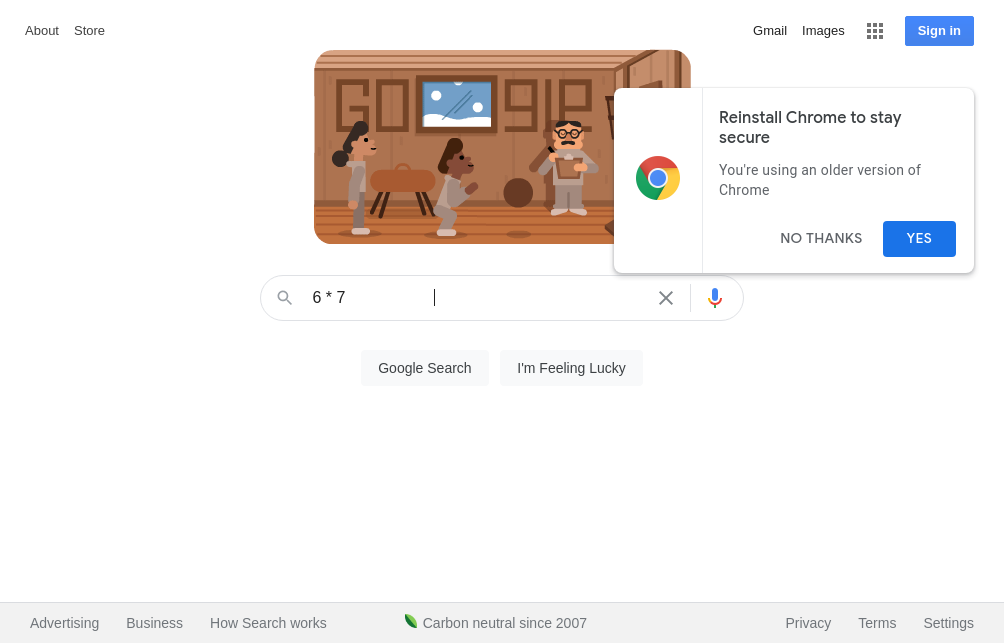 About Store
Gmail Images Sign in
GOOGLE
Reinstall Chrome to stay
secure
You're using an older version of
Chrome
NO THANKS YES
6 * 7
Google Search I'm Feeling Lucky
Advertising Business How Search works Carbon neutral since 2007 Privacy Terms Settings